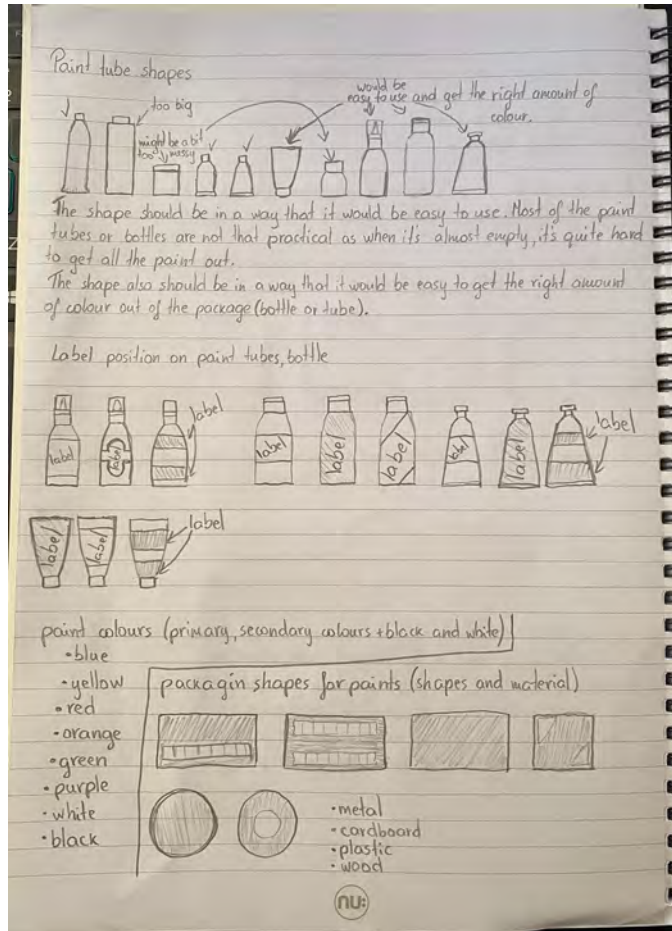 Paint tube shapes
would be
easy to use and get the right amount of
colour.
too big
might be a bit
too messy
The shape should be in a way that it would be easy to use. Most of the paint
tubes or bottles are not that practical as when it's almost empty, it's quite hard
to get all the paint out.
The shape also should be in a way that it would be easy to get the right amount
of colour out of the package (bottle or tube).
Label position on paint tubes, bottle
label label label label label label label label label label
label label label
paint colours (primary, secondary colours + black and white)
• blue
• yellow
• red
• orange
• green
• purple
• white
• black
packagin shapes for paints (shapes and material)
• metal
• cardboard
• plastic
• wood
nu: